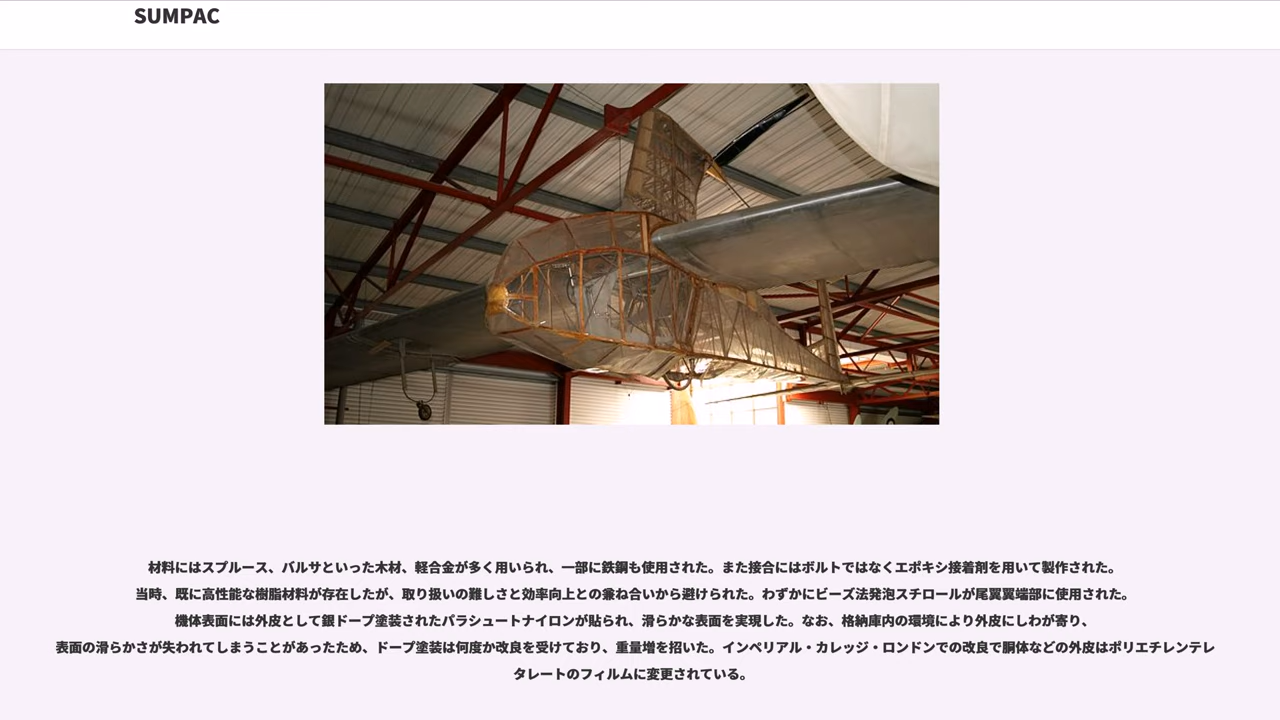 SUMPAC
材料にはスプルース、バルサといった木材、軽合金が多く用いられ、一部に鉄鋼も使用された。また接合にはボルトではなくエポキシ接着剤を用いて製作された。
当時、既に高性能な樹脂材料が存在したが、取り扱いの難しさと効率向上との兼ね合いから避けられた。わずかにビーズ法発泡スチロールが尾翼翼端部に使用された。
機体表面には外皮として銀ドープ塗装されたパラシュートナイロンが貼られ、滑らかな表面を実現した。なお、格納庫内の環境により外皮にしわが寄り、
表面の滑らかさが失われてしまうことがあったため、ドープ塗装は何度か改良を受けており、重量増を招いた。インペリアル・カレッジ・ロンドンでの改良で胴体などの外皮はポリエチレンテレ
タレートのフィルムに変更されている。